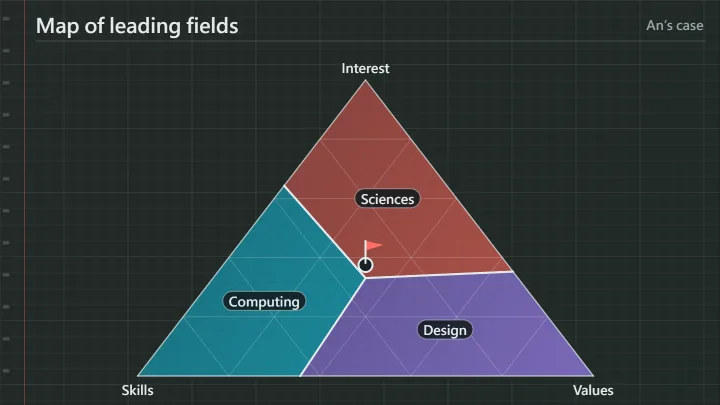 Map of leading fields
An's case
Interest
Sciences
Computing
Design
Skills
Values